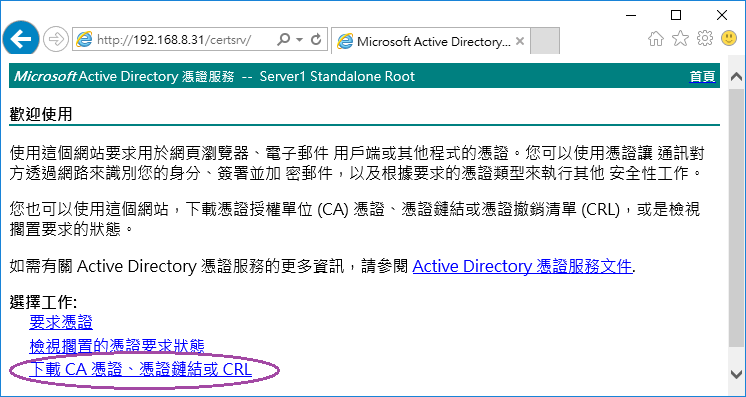 http://192.168.8.31/certsrv/
Microsoft Active Directory...
Microsoft Active Directory 憑證服務 -- Server1 Standalone Root
首頁
歡迎使用
使用這個網站要求用於網頁瀏覽器、電子郵件 用戶端或其他程式的憑證。您可以使用憑證讓 通訊對
方透過網路來識別您的身分、簽署並加 密郵件，以及根據要求的憑證類型來執行其他 安全性工作。
您也可以使用這個網站，下載憑證授權單位 (CA) 憑證、憑證鏈結或憑證撤銷清單 (CRL)，或是檢視
擱置要求的狀態。
如需有關 Active Directory 憑證服務的更多資訊，請參閱 Active Directory 憑證服務文件.
選擇工作:
要求憑證
檢視擱置的憑證要求狀態
下載 CA 憑證、憑證鏈結或 CRL